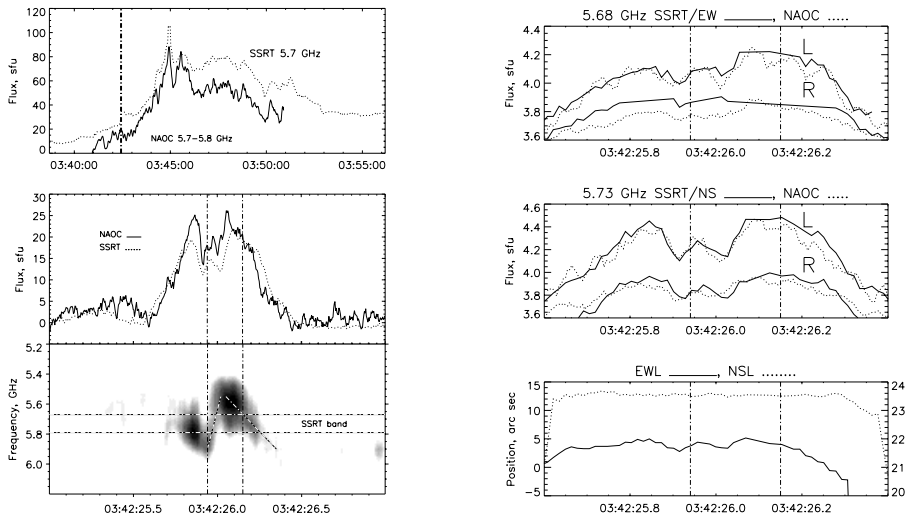 120
100
80
60
40
20
0
Flux, sfu
SSRT 5.7 GHz
NAOC 5.7–5.8 GHz
03:40:00 03:45:00 03:50:00 03:55:00
30
25
20
15
10
5
0
Flux, sfu
NAOC ___
SSRT ......
5.2
5.4
5.6
5.8
6.0
Frequency, GHz
SSRT band
03:42:25.5 03:42:26.0 03:42:26.5
5.68 GHz SSRT/EW _____, NAOC .....
4.4
4.2
4.0
3.8
3.6
Flux, sfu
L
R
03:42:25.8 03:42:26.0 03:42:26.2
5.73 GHz SSRT/NS _____, NAOC .....
4.6
4.4
4.2
4.0
3.8
3.6
Flux, sfu
L
R
03:42:25.8 03:42:26.0 03:42:26.2
EWL _____, NSL ........
15
10
5
0
-5
Position, arc sec
24
23
22
21
20
03:42:25.8 03:42:26.0 03:42:26.2